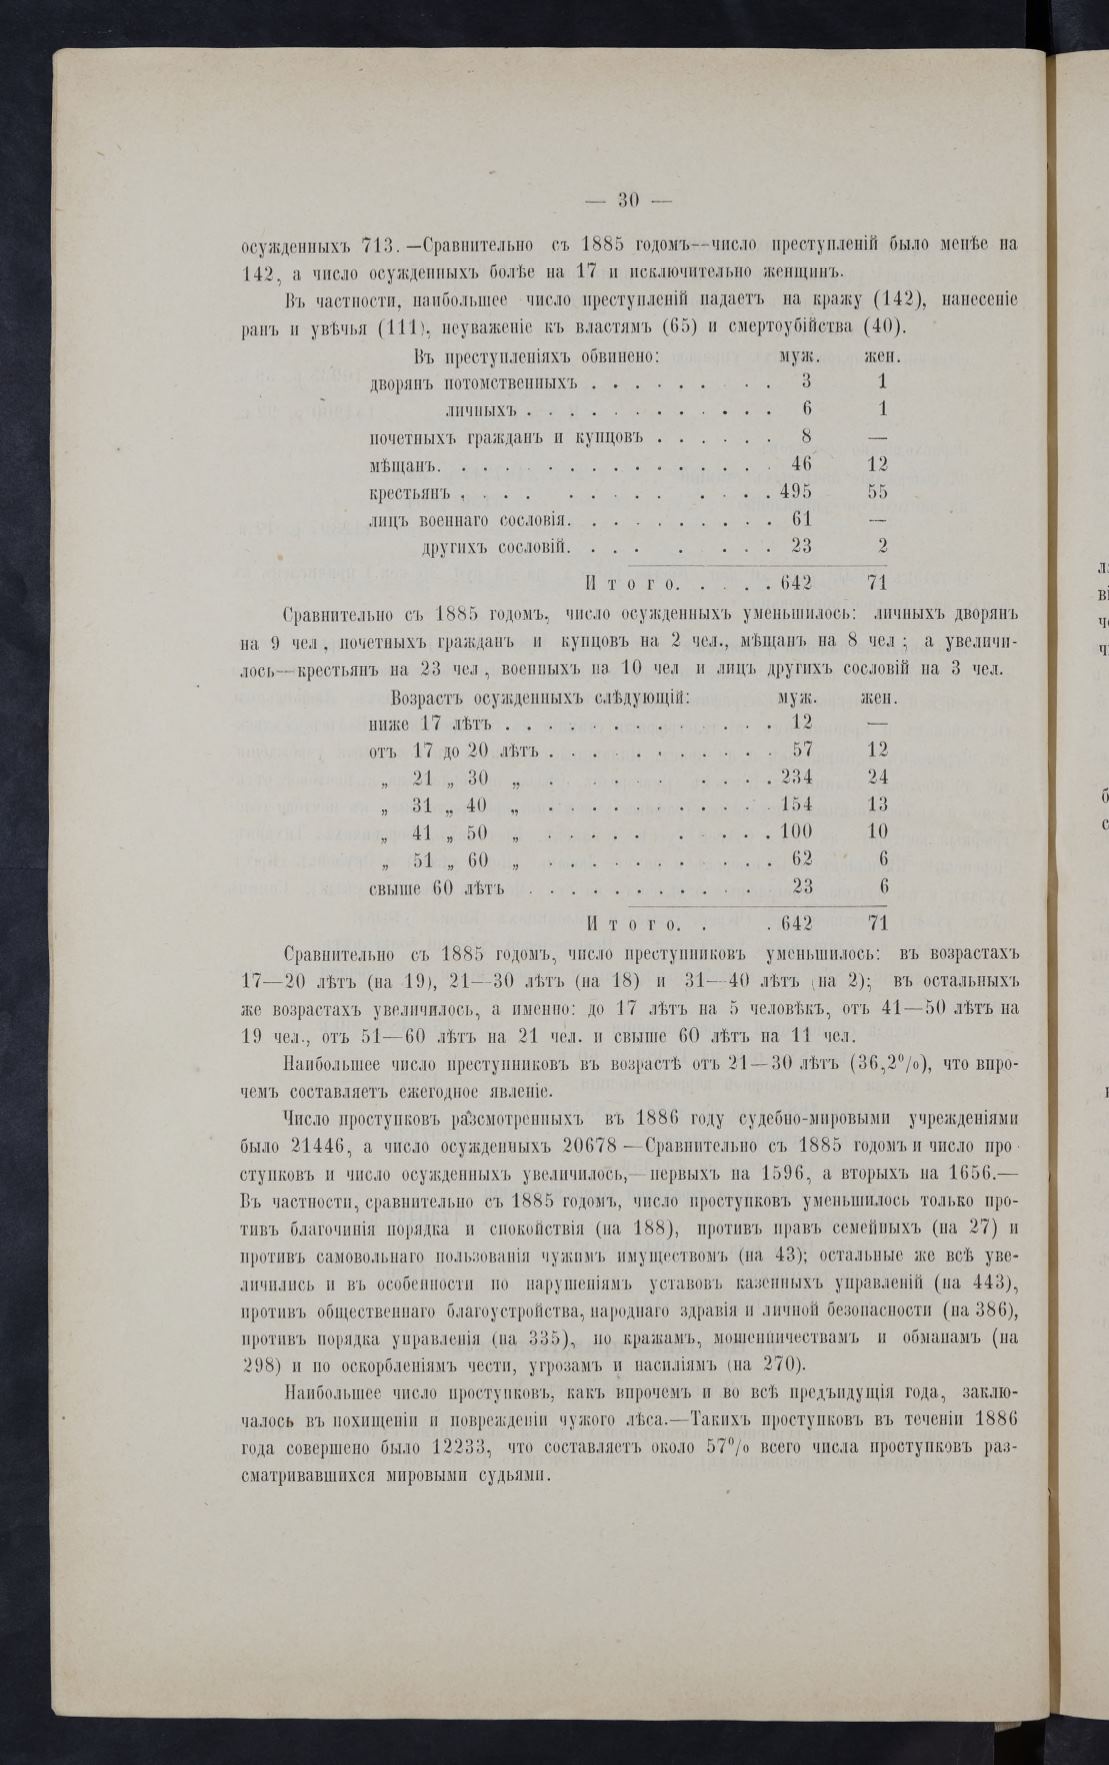 — 30 —
осужденныхъ 713.—Сравнительно съ 1885 годомъ--число преступленій было менѣе на
142, а число осужденныхъ болѣе на 17 и исключительно женщинъ.
Въ частности, наибольшее число преступленій падаетъ на кражу (142), нанесеніе
ранъ и увѣчья (111), неуваженіе къ властямъ (65) и смертоубійства (40).
Въ преступленіяхъ обвинено: муж. жен.
дворянъ потомственныхъ . . . . . . . . . 3 1
личныхъ . . . . . . . . . . . . . 6 1
почетныхъ гражданъ и купцовъ . . . . . . 8 —
мѣщанъ. . . . . . . . . . . . . . . . 46 12
крестьянъ . . . . . . . . . . . . . . 495 55
лицъ военнаго сословія. . . . . . . . . . 61 —
другихъ сословій. . . . . . . . . 23 2
Итого. . . . . 642 71
Сравнительно съ 1885 годомъ, число осужденныхъ уменьшилось: личныхъ дворянъ
на 9 чел, почетныхъ гражданъ и купцовъ на 2 чел., мѣщанъ на 8 чел; а увеличи-
лось—крестьянъ на 23 чел, военныхъ на 10 чел и лицъ другихъ сословій на 3 чел.
Возрастъ осужденныхъ слѣдующій: муж. жен.
ниже 17 лѣтъ . . . . . . . . . . . . 12 —
отъ 17 до 20 лѣтъ . . . . . . . . . . . 57 12
„ 21 „ 30 „ . . . . . . . . . . 234 24
„ 31 „ 40 „ . . . . . . . . . . . 154 13
„ 41 „ 50 „ . . . . . . . . . . 100 10
„ 51 „ 60 „ . . . . . . . . . . . 62 6
свыше 60 лѣтъ . . . . . . . . . . . 23 6
Итого. . . 642 71
Сравнительно съ 1885 годомъ, число преступниковъ уменьшилось: въ возрастахъ
17—20 лѣтъ (на 19), 21—30 лѣтъ (на 18) и 31—40 лѣтъ (на 2); въ остальныхъ
же возрастахъ увеличилось, а именно: до 17 лѣтъ на 5 человѣкъ, отъ 41—50 лѣтъ на
19 чел., отъ 51—60 лѣтъ на 21 чел. и свыше 60 лѣтъ на 11 чел.
Наибольшее число преступниковъ въ возрастѣ отъ 21—30 лѣтъ (36,2%), что впро-
чемъ составляетъ ежегодное явленіе.
Число проступковъ разсмотренныхъ въ 1886 году судебно-мировыми учрежденіями
было 21446, а число осужденныхъ 20678—Сравнительно съ 1885 годомъ и число про-
ступковъ и число осужденныхъ увеличилось,—первыхъ на 1596, а вторыхъ на 1656.—
Въ частности, сравнительно съ 1885 годомъ, число проступковъ уменьшилось только про-
тивъ благочинія порядка и спокойствія (на 188), противъ правъ семейныхъ (на 27) и
противъ самовольнаго пользованія чужимъ имуществомъ (на 43); остальные же всѣ уве-
личились и въ особенности по нарушеніямъ уставовъ казенныхъ управленій (на 443),
противъ общественнаго благоустройства, народнаго здравія и личной безопасности (на 386),
противъ порядка управленія (на 335), по кражамъ, мошенничествамъ и обманамъ (на
298) и по оскорбленіямъ чести, угрозамъ и насиліямъ (на 270).
Наибольшее число проступковъ, какъ впрочемъ и во всѣ предъидущія года, заклю-
чалось въ похищеніи и поврежденіи чужого лѣса.—Такихъ проступковъ въ теченіи 1886
года совершено было 12233, что составляетъ около 57% всего числа проступковъ раз-
сматривавшихся мировыми судьями.